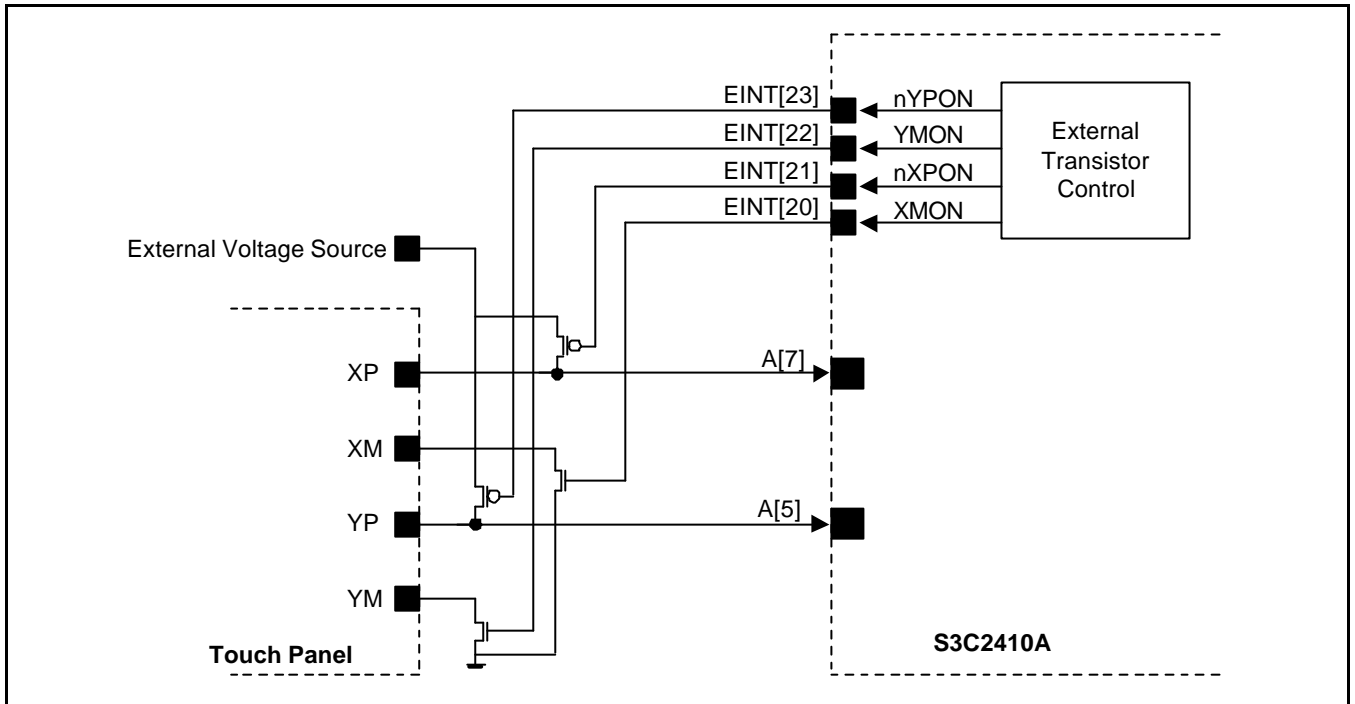 EINT[23]
nYPON
EINT[22]
YMON
EINT[21]
nXPON
EINT[20]
XMON
External
Transistor
Control
External Voltage Source
XP
A[7]
XM
YP
A[5]
YM
Touch Panel
S3C2410A